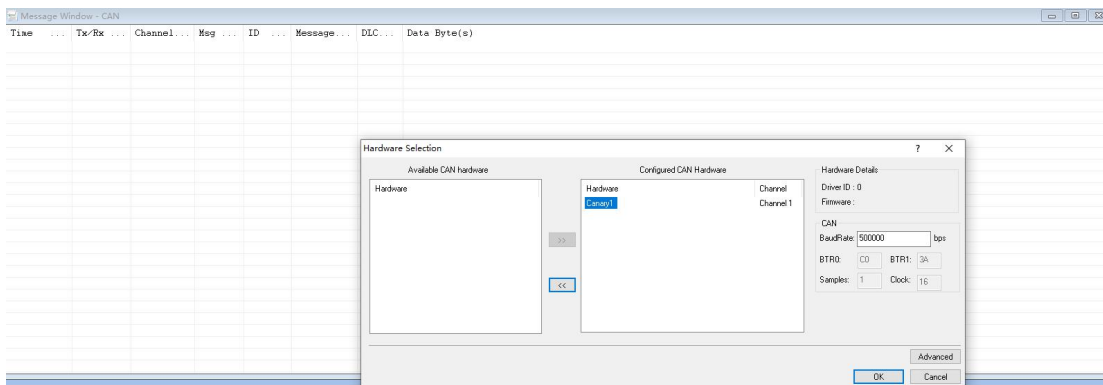 Message Window - CAN
Time ... Tx/Rx ... Channel... Msg ... ID ... Message... DLC... Data Byte(s)
Hardware Selection
? ×
Available CAN hardware
Hardware
>>
<<
Configured CAN Hardware
Hardware Channel
Canary1 Channel 1
Hardware Details
Driver ID : 0
Firmware :
CAN
BaudRate: 500000 bps
BTR0: C0 BTR1: 3A
Samples: 1 Clock: 16
Advanced
OK Cancel